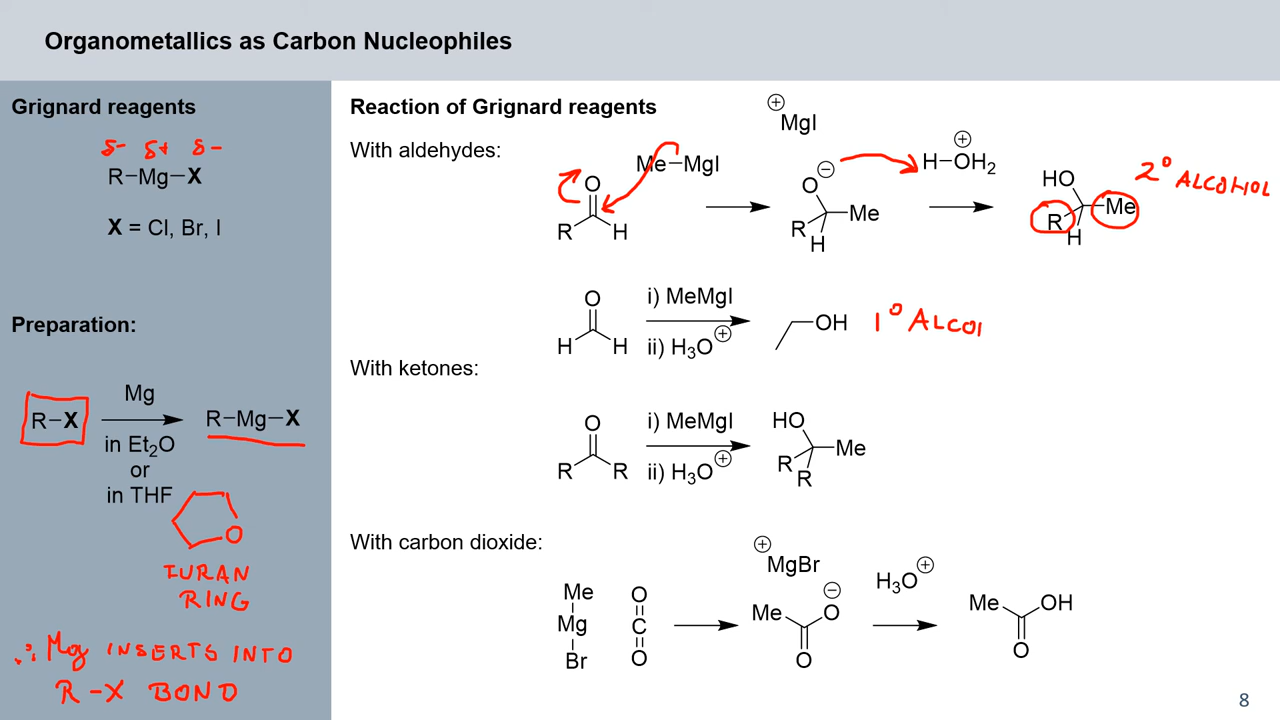 Organometallics as Carbon Nucleophiles
Grignard reagents
δ- δ+ δ-
R–Mg–X
X = Cl, Br, I
Preparation:
R–X
Mg
in Et₂O
or
in THF
R–Mg–X
O
FURAN
RING
∴ Mg INSERTS INTO
R-X BOND
Reaction of Grignard reagents
With aldehydes:
O
R H
Me–MgI
⊕
MgI
⊖
O
Me
R
H
⊕
H–OH₂
HO
Me
R
H
2° ALCOHOL
O
H H
i) MeMgI
ii) H₃O⊕
OH
1° ALCO
With ketones:
O
R R
i) MeMgI
ii) H₃O⊕
HO
Me
R
R
With carbon dioxide:
Me
Mg
Br
O
C
O
⊕
MgBr
⊖
Me O
O
H₃O⊕
Me OH
O
8